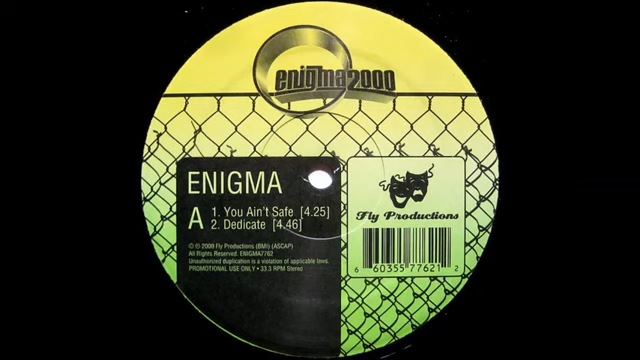 enigma2000
ENIGMA
A
1. You Ain't Safe [4.25]
2. Dedicate [4.46]
© ℗ 2009 Fly Productions (BMI) (ASCAP)
All Rights Reserved. ENIGMA7762
Unauthorized duplication is a violation of applicable laws.
PROMOTIONAL USE ONLY • 33.3 RPM Stereo
Fly Productions
6 60355 77621 2